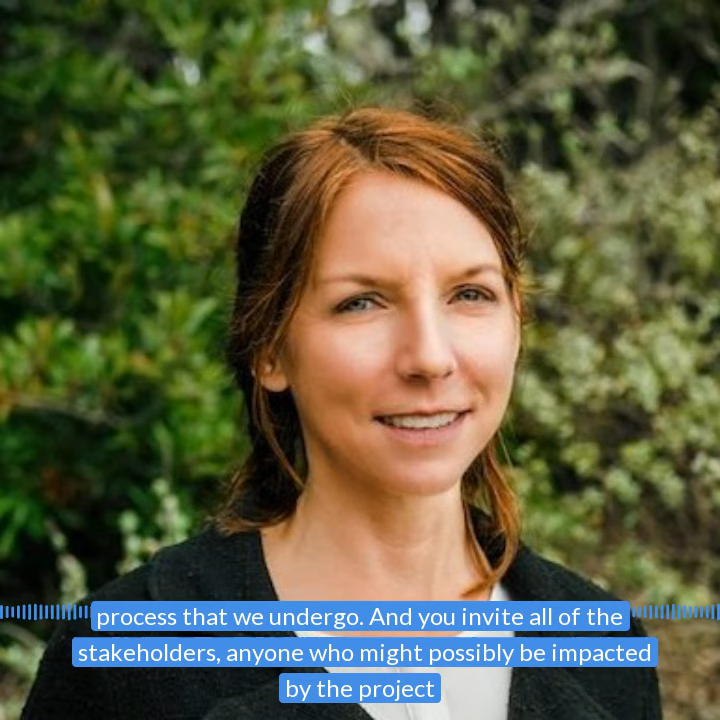 process that we undergo. And you invite all of the
stakeholders, anyone who might possibly be impacted
by the project